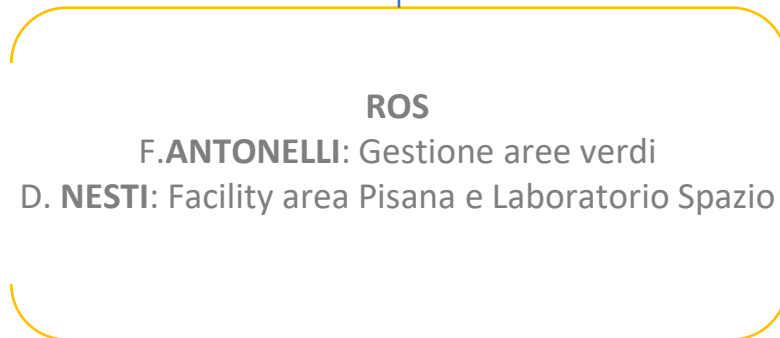 ROS
F.ANTONELLI: Gestione aree verdi
D. NESTI: Facility area Pisana e Laboratorio Spazio